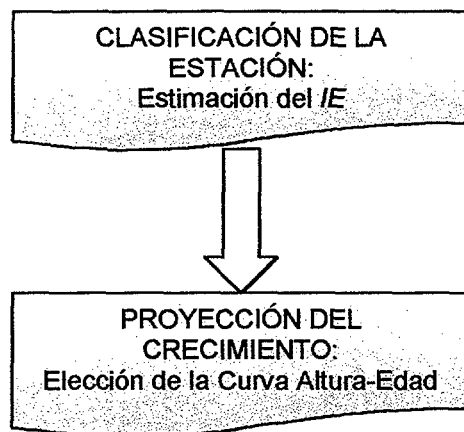 CLASIFICACIÓN DE LA
ESTACIÓN:
Estimación del IE
PROYECCIÓN DEL
CRECIMIENTO:
Elección de la Curva Altura-Edad